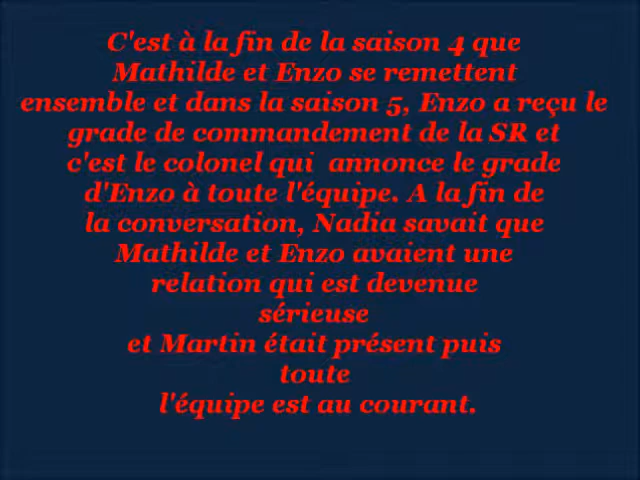 C'est à la fin de la saison 4 que
Mathilde et Enzo se remettent
ensemble et dans la saison 5, Enzo a reçu le
grade de commandement de la SR et
c'est le colonel qui  annonce le grade
d'Enzo à toute l'équipe. A la fin de
la conversation, Nadia savait que
Mathilde et Enzo avaient une
relation qui est devenue
sérieuse
et Martin était présent puis
toute
l'équipe est au courant.